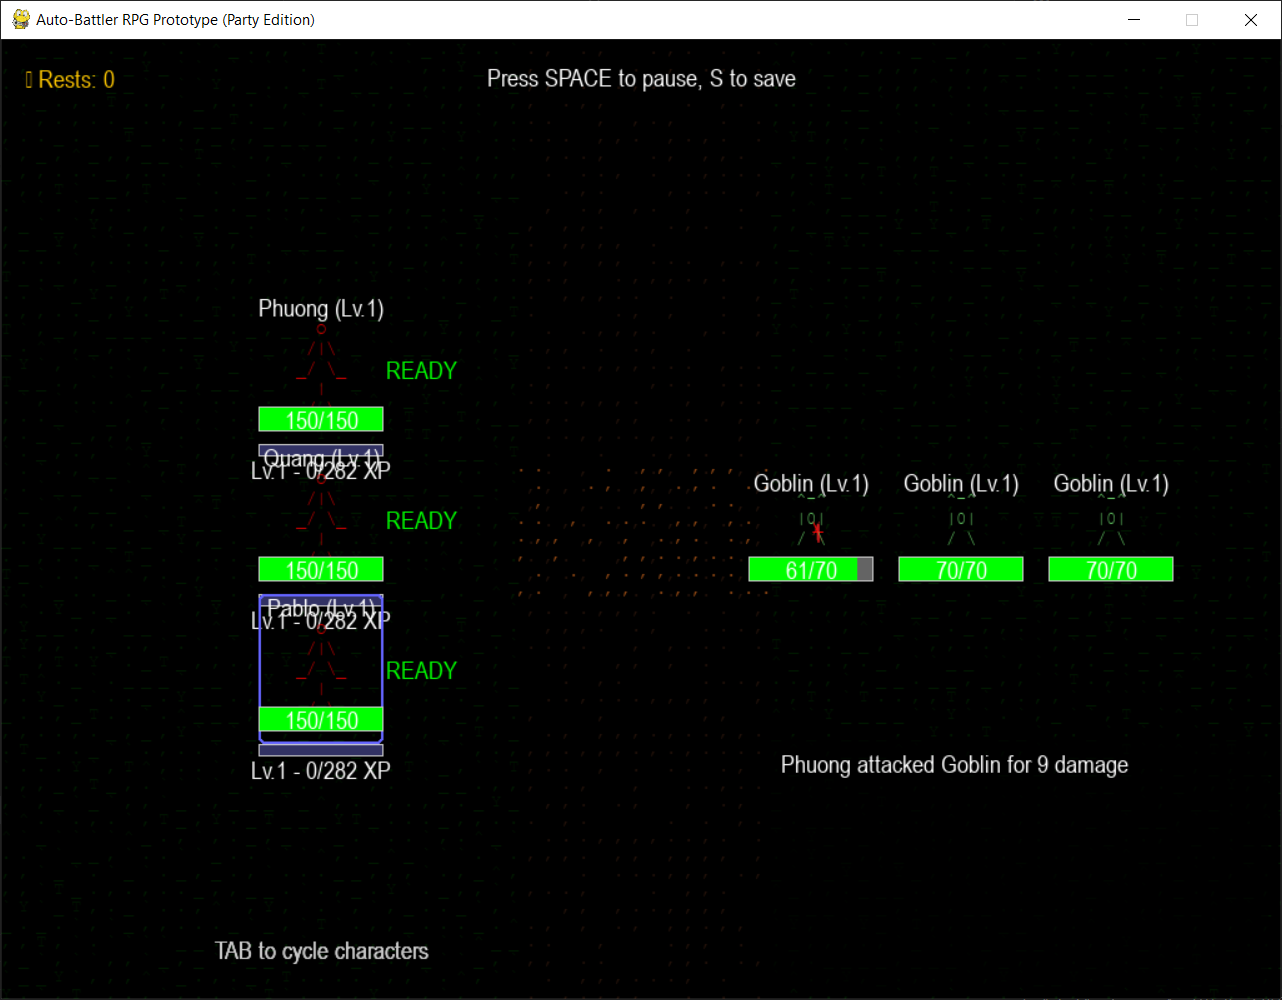 Auto-Battler RPG Prototype (Party Edition)
Rests: 0
Press SPACE to pause, S to save
Phuong (Lv.1)
READY
150/150
Quang (Lv.1)
Lv.1 - 0/282 XP
READY
150/150
Pablo (Lv.1)
Lv.1 - 0/282 XP
READY
150/150
Lv.1 - 0/282 XP
Goblin (Lv.1)
Goblin (Lv.1)
Goblin (Lv.1)
61/70
70/70
70/70
Phuong attacked Goblin for 9 damage
TAB to cycle characters